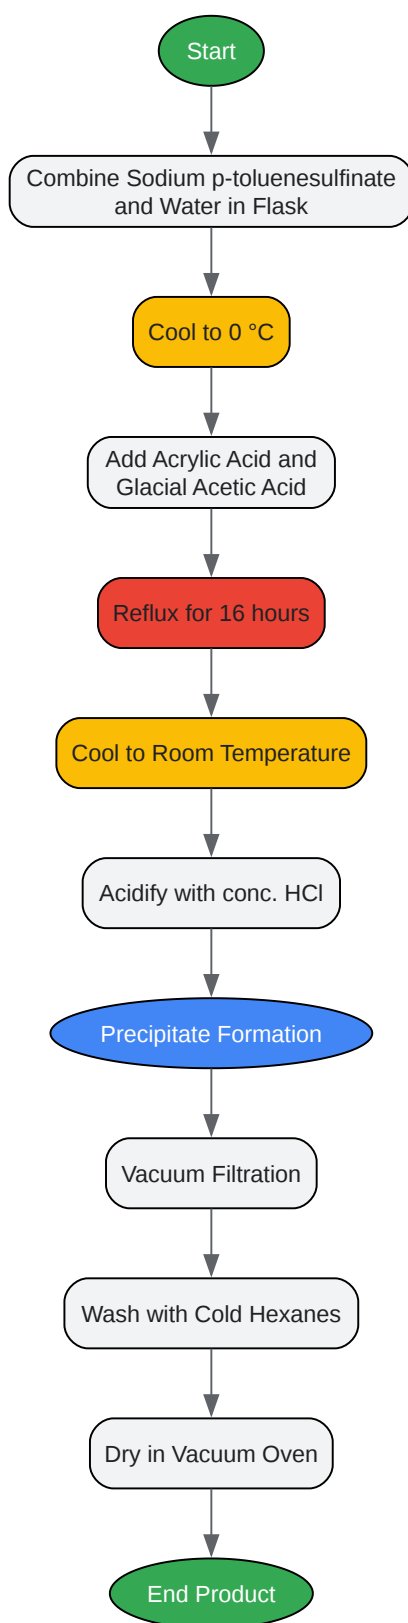 Start
Combine Sodium p-toluenesulfinate
and Water in Flask
Cool to 0 °C
Add Acrylic Acid and
Glacial Acetic Acid
Reflux for 16 hours
Cool to Room Temperature
Acidify with conc. HCl
Precipitate Formation
Vacuum Filtration
Wash with Cold Hexanes
Dry in Vacuum Oven
End Product